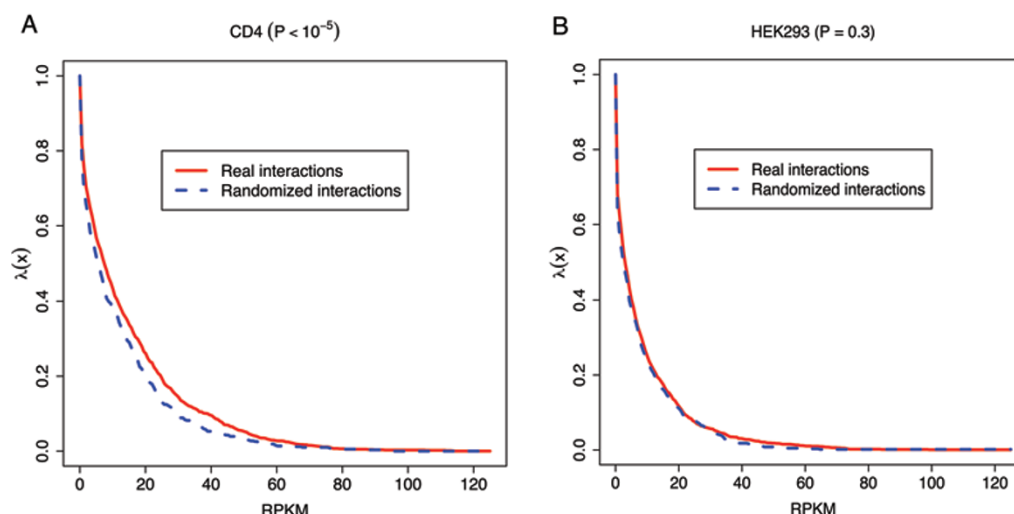 A
CD4 (P < 10⁻⁵)
1.0
0.8
0.6
0.4
0.2
0.0
λ(x)
Real interactions
Randomized interactions
0 20 40 60 80 100 120
RPKM
B
HEK293 (P = 0.3)
1.0
0.8
0.6
0.4
0.2
0.0
λ(x)
Real interactions
Randomized interactions
0 20 40 60 80 100 120
RPKM